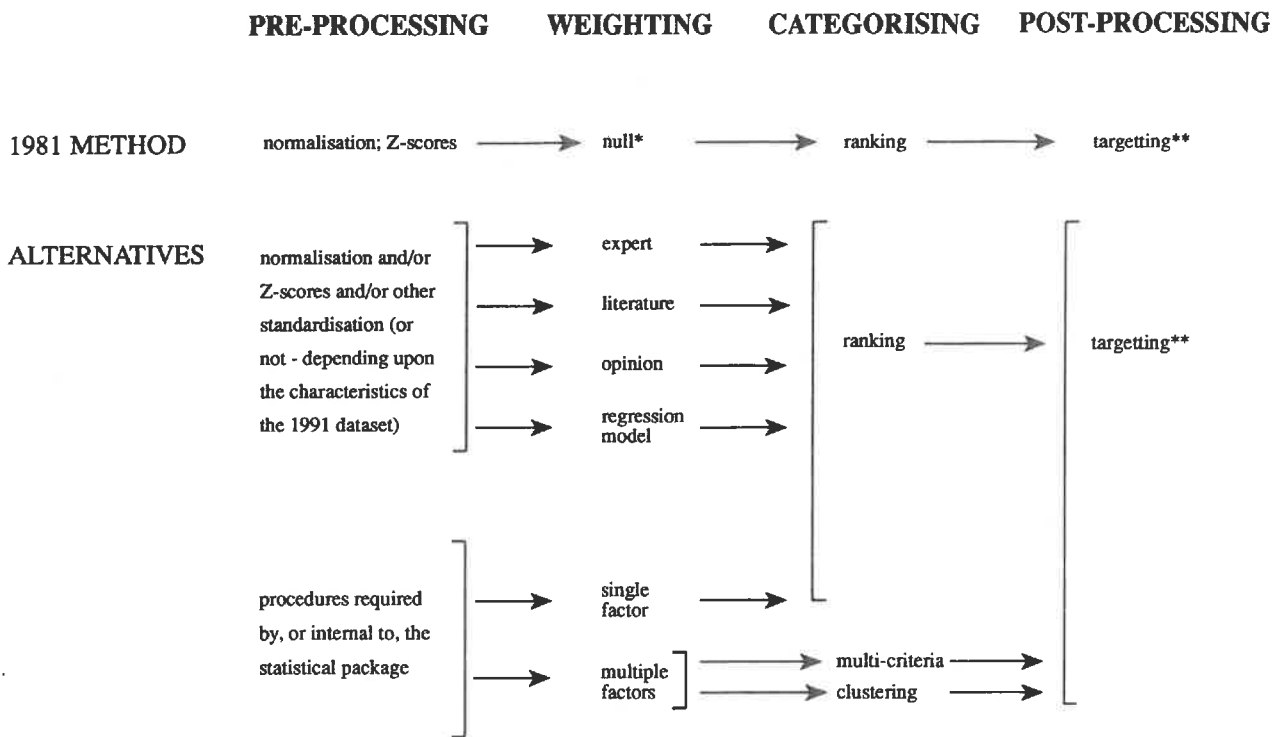 PRE-PROCESSING WEIGHTING CATEGORISING POST-PROCESSING
1981 METHOD normalisation; Z-scores null* ranking targetting**
ALTERNATIVES
normalisation and/or
Z-scores and/or other
standardisation (or
not - depending upon
the characteristics of
the 1991 dataset)
expert
literature
opinion
regression
model
ranking
targetting**
procedures required
by, or internal to, the
statistical package
single
factor
multiple
factors
multi-criteria
clustering